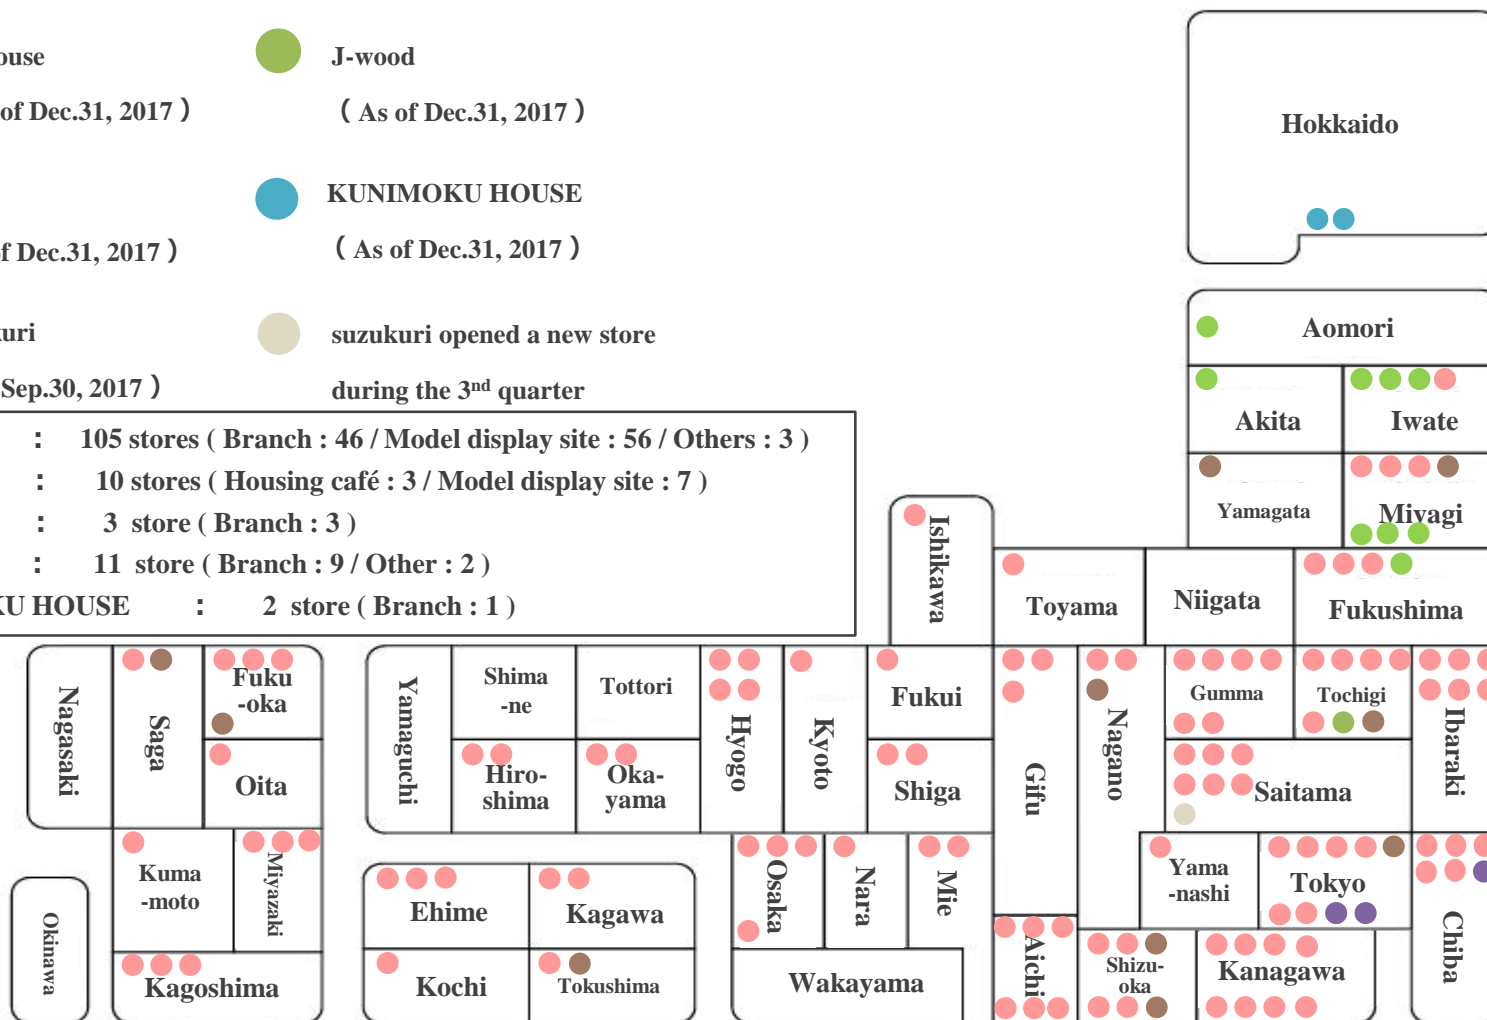 ouse
J-wood
of Dec.31, 2017 )
( As of Dec.31, 2017 )
KUNIMOKU HOUSE
of Dec.31, 2017 )
( As of Dec.31, 2017 )
kuri
suzukuri opened a new store
Sep.30, 2017 )
during the 3nd quarter
: 105 stores ( Branch : 46 / Model display site : 56 / Others : 3 )
: 10 stores ( Housing café : 3 / Model display site : 7 )
: 3 store ( Branch : 3 )
: 11 store ( Branch : 9 / Other : 2 )
KU HOUSE : 2 store ( Branch : 1 )
Hokkaido
Aomori
Akita
Iwate
Yamagata
Miyagi
Ishikawa
Toyama
Niigata
Fukushima
Nagasaki
Saga
Fuku
-oka
Oita
Yamaguchi
Shima
-ne
Tottori
Hiro-
shima
Oka-
yama
Hyogo
Kyoto
Fukui
Shiga
Gifu
Nagano
Gumma
Tochigi
Ibaraki
Saitama
Kuma
-moto
Miyazaki
Okinawa
Kagoshima
Ehime
Kagawa
Kochi
Tokushima
Osaka
Nara
Mie
Wakayama
Aichi
Yama
-nashi
Tokyo
Shizu-
oka
Kanagawa
Chiba